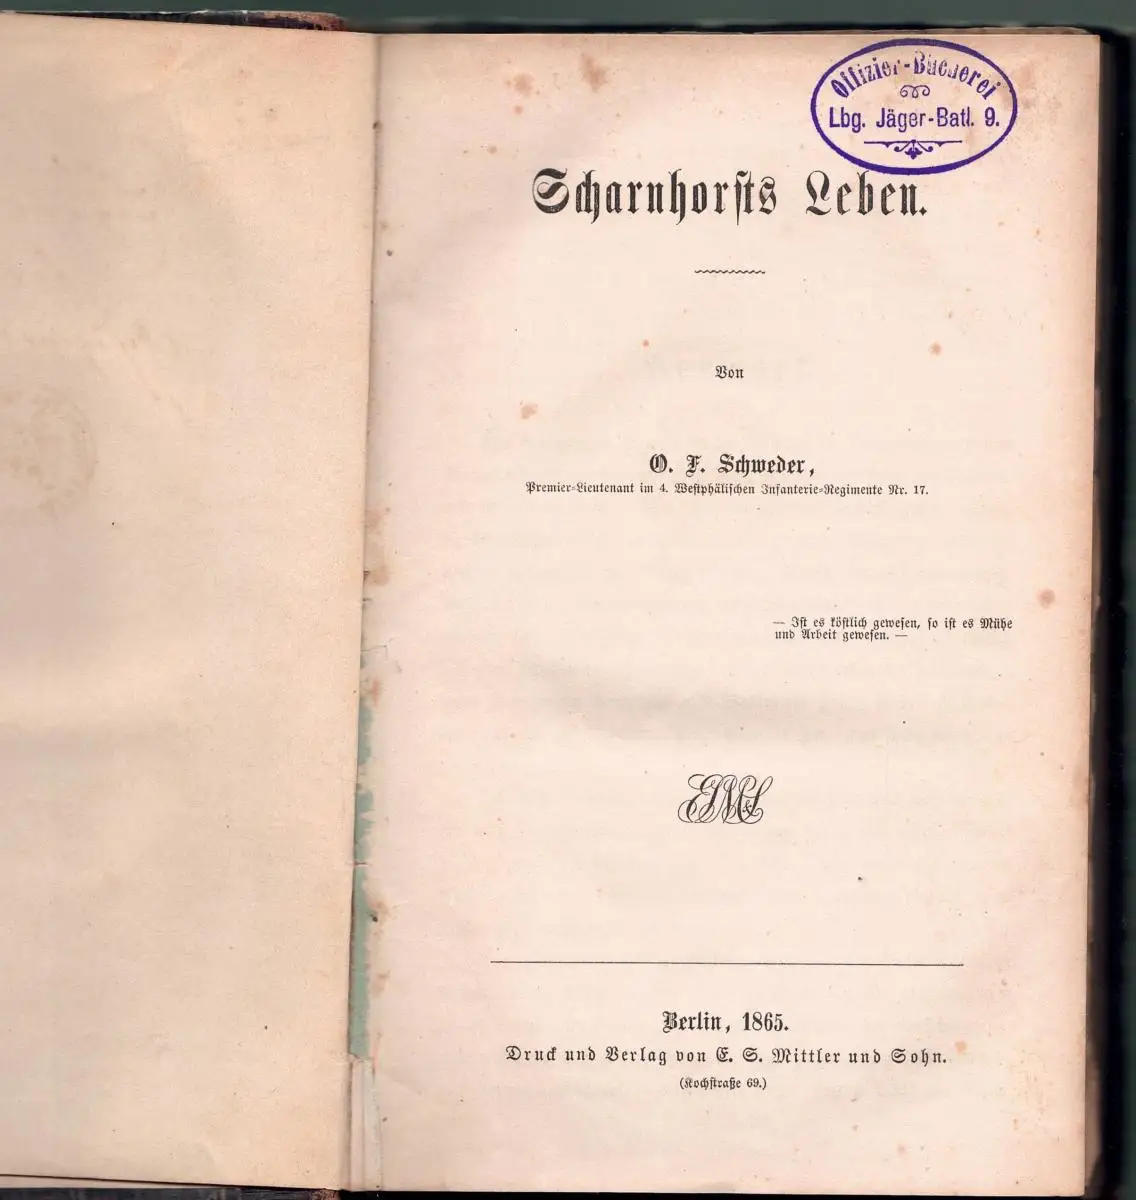 Offizier-Bücherei
Lbg. Jäger-Batl. 9.
Scharnhorsts Leben.
Von
O. F. Schweder,
Premier-Lieutenant im 4. Westphälischen Infanterie-Regimente Nr. 17.
— Ist es köstlich gewesen, so ist es Mühe
und Arbeit gewesen. —
Berlin, 1865.
Druck und Verlag von E. S. Mittler und Sohn.
(Kochstraße 69.)